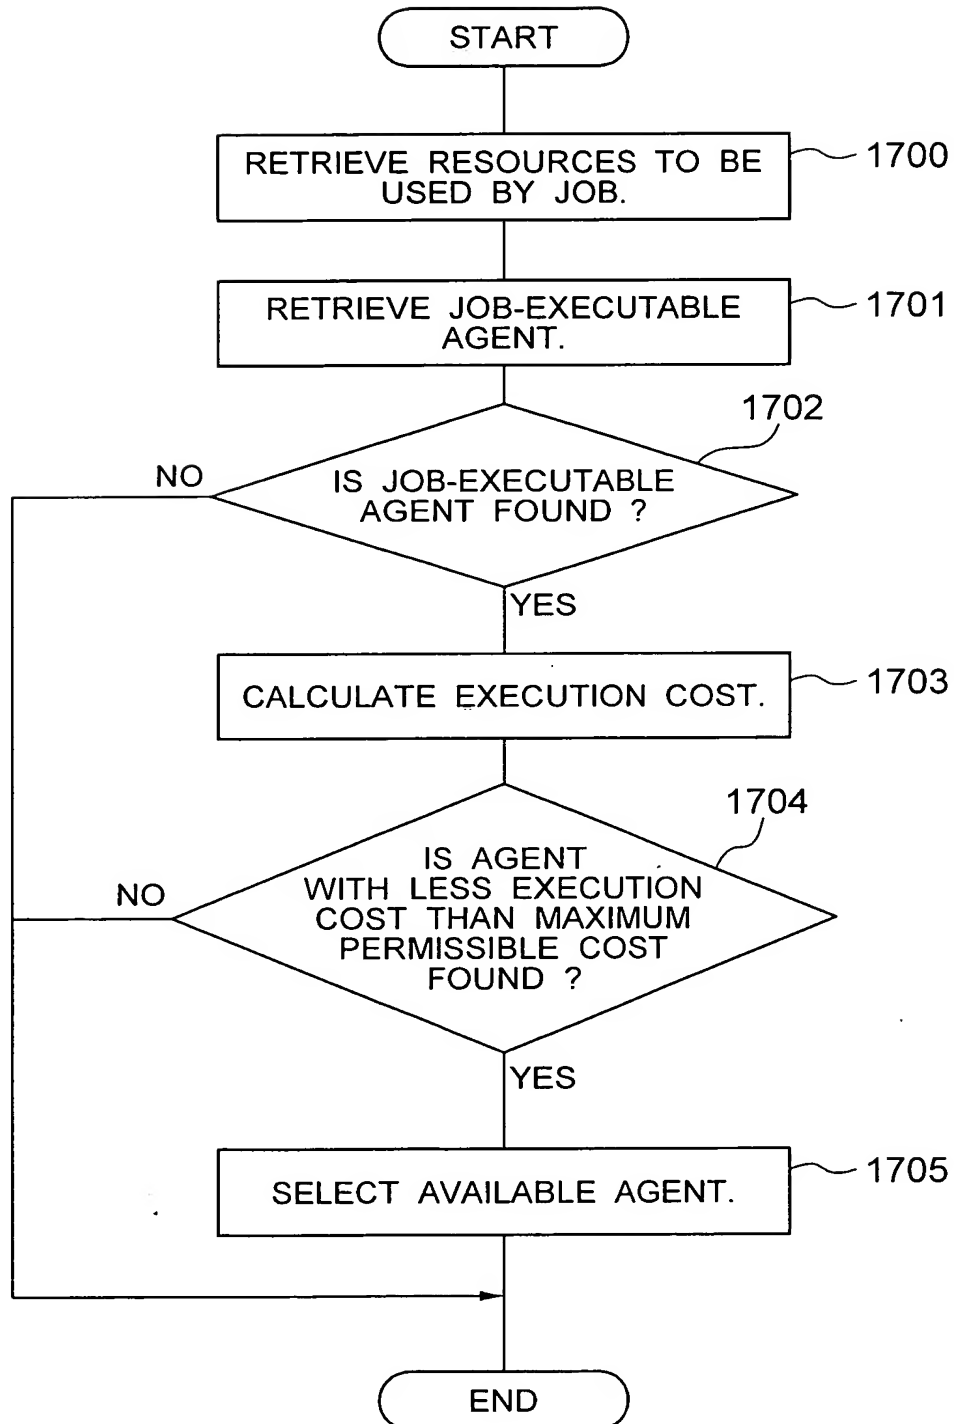 START
RETRIEVE RESOURCES TO BE
USED BY JOB.
1700
RETRIEVE JOB-EXECUTABLE
AGENT.
1701
1702
NO
IS JOB-EXECUTABLE
AGENT FOUND ?
YES
CALCULATE EXECUTION COST.
1703
1704
NO
IS AGENT
WITH LESS EXECUTION
COST THAN MAXIMUM
PERMISSIBLE COST
FOUND ?
YES
SELECT AVAILABLE AGENT.
1705
END